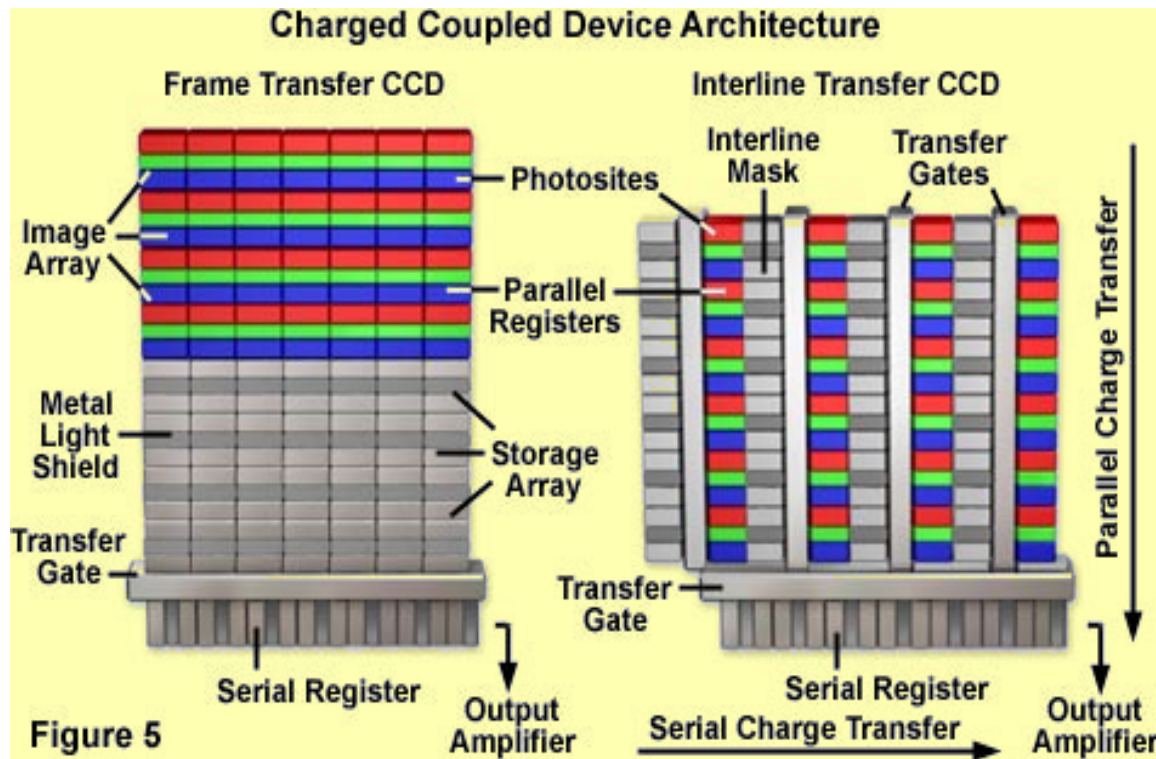 Charged Coupled Device Architecture
Frame Transfer CCD
Interline Transfer CCD
Image
Array
Photosites
Interline
Mask
Transfer
Gates
Parallel
Registers
Metal
Light
Shield
Storage
Array
Transfer
Gate
Transfer
Gate
Parallel Charge Transfer
Serial Register
Output
Amplifier
Serial Register
Serial Charge Transfer
Output
Amplifier
Figure 5